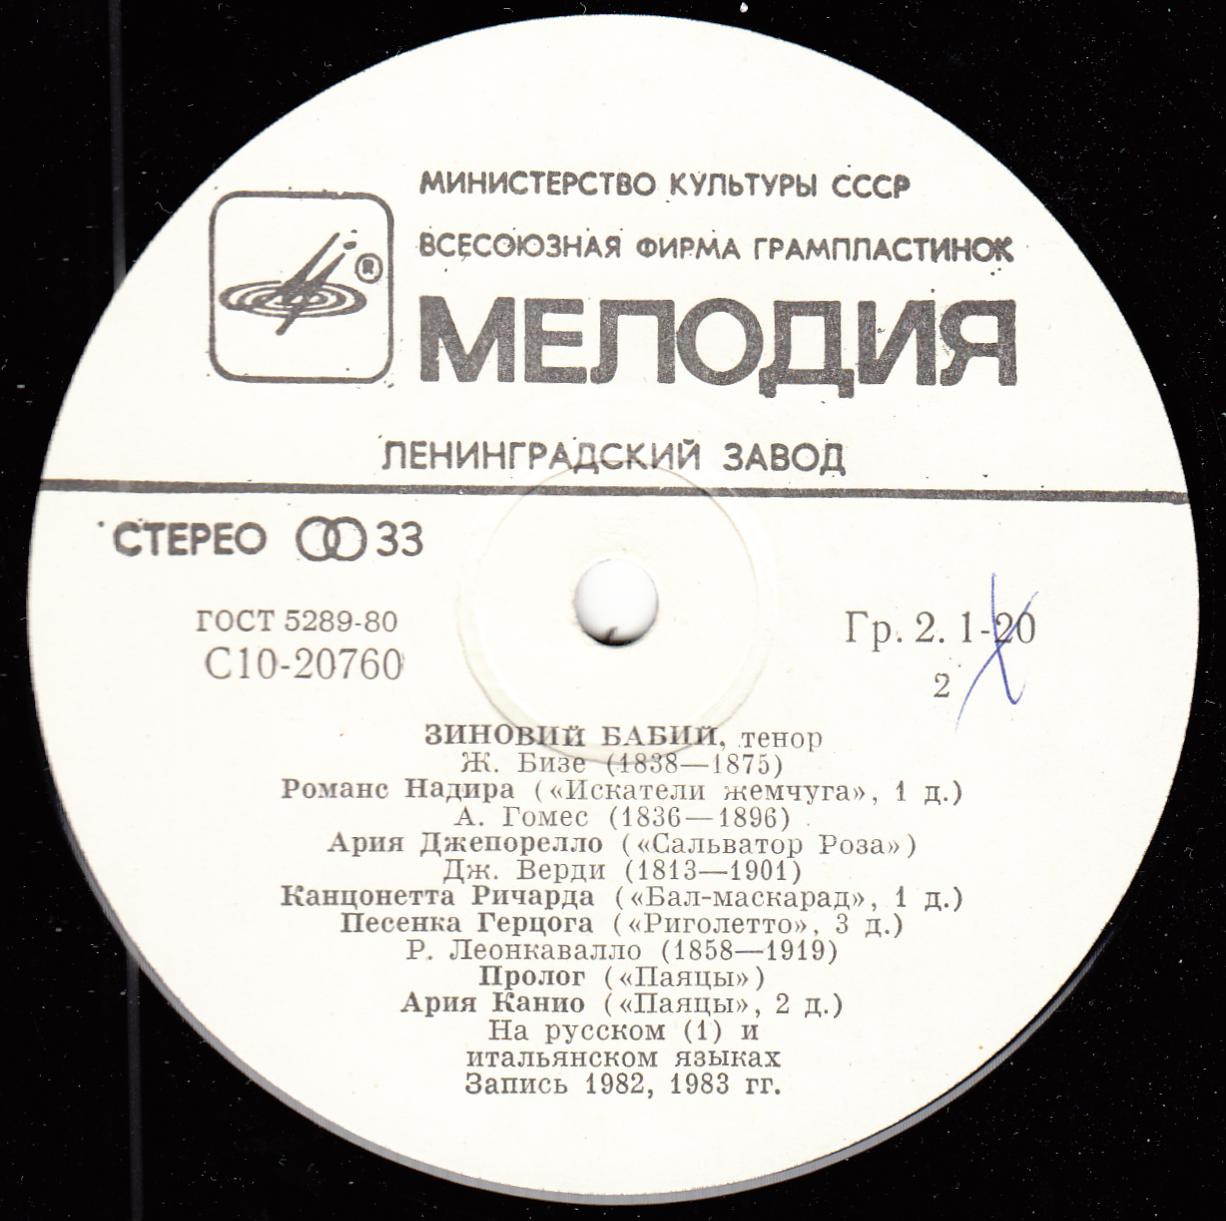 МИНИСТЕРСТВО КУЛЬТУРЫ СССР
ВСЕСОЮЗНАЯ ФИРМА ГРАМПЛАСТИНОК
®
МЕЛОДИЯ
ЛЕНИНГРАДСКИЙ ЗАВОД
СТЕРЕО 33
ГОСТ 5289-80
С10-20760
Гр. 2. 1-20
2
ЗИНОВИЙ БАБИЙ, тенор
Ж. Бизе (1838—1875)
Романс Надира («Искатели жемчуга», 1 д.)
А. Гомес (1836—1896)
Ария Джепорелло («Сальватор Роза»)
Дж. Верди (1813—1901)
Канцонетта Ричарда («Бал-маскарад», 1 д.)
Песенка Герцога («Риголетто», 3 д.)
Р. Леонкавалло (1858—1919)
Пролог («Паяцы»)
Ария Канио («Паяцы», 2 д.)
На русском (1) и
итальянском языках
Запись 1982, 1983 гг.